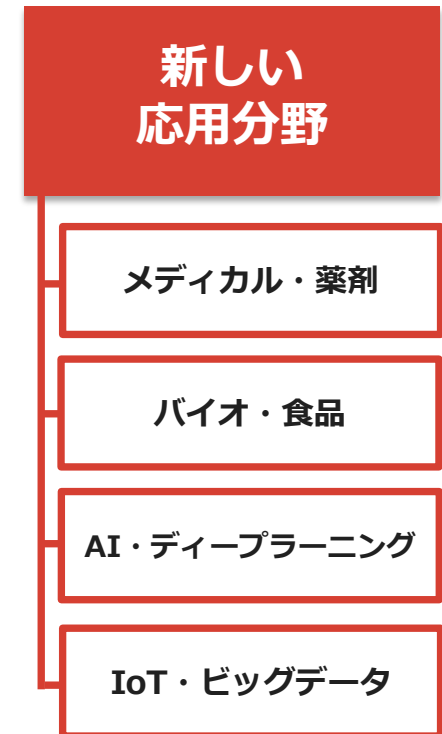 新しい
応用分野
メディカル・薬剤
バイオ・食品
AI・ディープラーニング
IoT・ビッグデータ